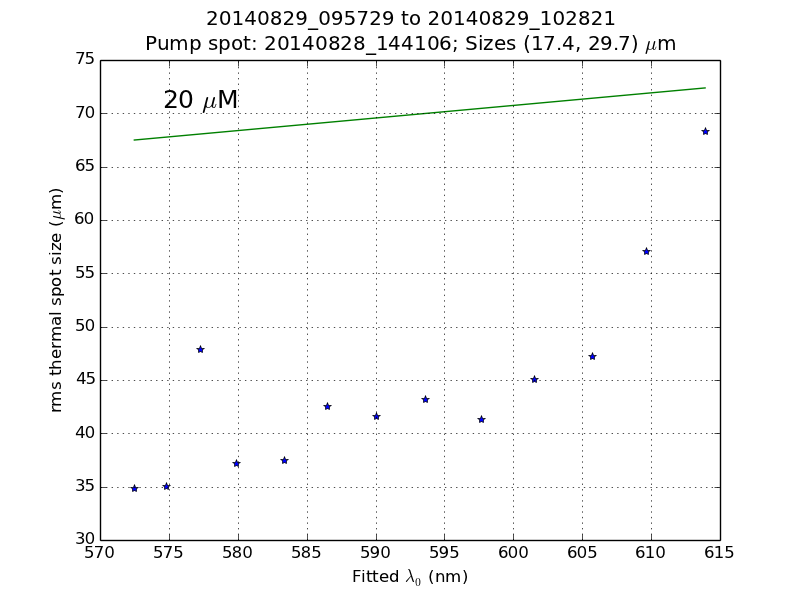 20140829_095729 to 20140829_102821
Pump spot: 20140828_144106; Sizes (17.4, 29.7) μm
75
70
65
60
55
50
45
40
35
30
20 μM
rms thermal spot size (μm)
570 575 580 585 590 595 600 605 610 615
Fitted λ₀ (nm)